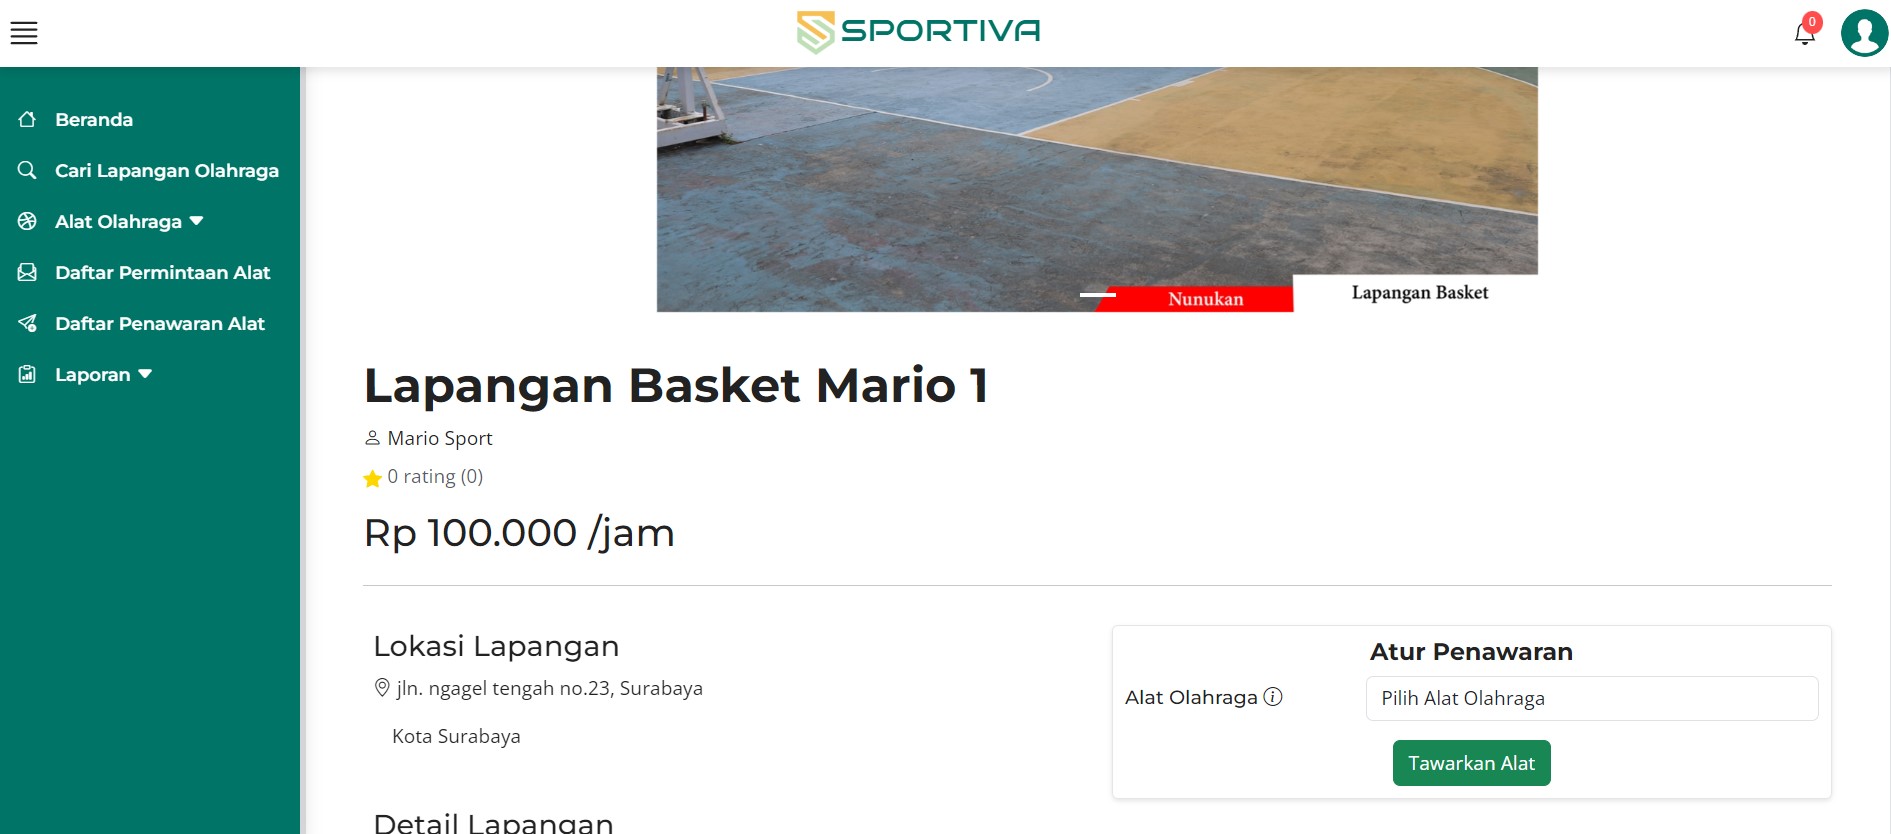 SPORTIVA
0
Beranda
Cari Lapangan Olahraga
Alat Olahraga
Daftar Permintaan Alat
Daftar Penawaran Alat
Laporan
Nunukan
Lapangan Basket
Lapangan Basket Mario 1
Mario Sport
0 rating (0)
Rp 100.000 /jam
Lokasi Lapangan
jln. ngagel tengah no.23, Surabaya
Kota Surabaya
Detail Lapangan
Atur Penawaran
Alat Olahraga
Pilih Alat Olahraga
Tawarkan Alat